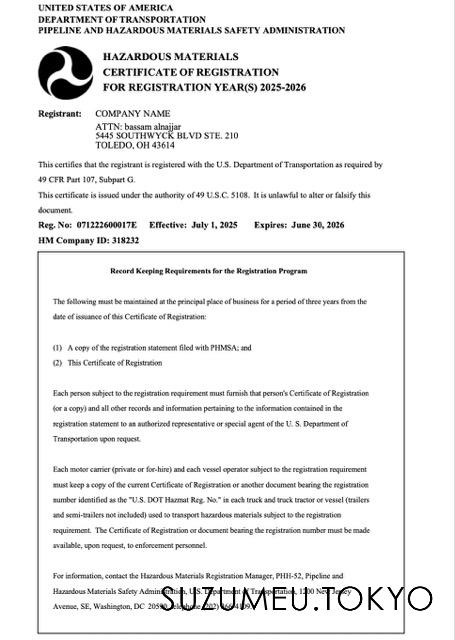 UNITED STATES OF AMERICA
DEPARTMENT OF TRANSPORTATION
PIPELINE AND HAZARDOUS MATERIALS SAFETY ADMINISTRATION
HAZARDOUS MATERIALS
CERTIFICATE OF REGISTRATION
FOR REGISTRATION YEAR(S) 2025-2026
Registrant: COMPANY NAME
ATTN: bassam alnajjar
5445 SOUTHWYCK BLVD STE. 210
TOLEDO, OH 43614
This certifies that the registrant is registered with the U.S. Department of Transportation as required by
49 CFR Part 107, Subpart G.
This certificate is issued under the authority of 49 U.S.C. 5108. It is unlawful to alter or falsify this
document.
Reg. No: 071222600017E Effective: July 1, 2025 Expires: June 30, 2026
HM Company ID: 318232
Record Keeping Requirements for the Registration Program
The following must be maintained at the principal place of business for a period of three years from the
date of issuance of this Certificate of Registration:
(1) A copy of the registration statement filed with PHMSA; and
(2) This Certificate of Registration
Each person subject to the registration requirement must furnish that person's Certificate of Registration
(or a copy) and all other records and information pertaining to the information contained in the
registration statement to an authorized representative or special agent of the U. S. Department of
Transportation upon request.
Each motor carrier (private or for-hire) and each vessel operator subject to the registration requirement
must keep a copy of the current Certificate of Registration or another document bearing the registration
number identified as the "U.S. DOT Hazmat Reg. No." in each truck and truck tractor or vessel (trailers
and semi-trailers not included) used to transport hazardous materials subject to the registration
requirement. The Certificate of Registration or document bearing the registration number must be made
available, upon request, to enforcement personnel.
For information, contact the Hazardous Materials Registration Manager, PHH-52, Pipeline and
Hazardous Materials Safety Administration, U.S. Department of Transportation, 1200 New Jersey
Avenue, SE, Washington, DC 20590, telephone (202)
SUZUMEU.TOKYO